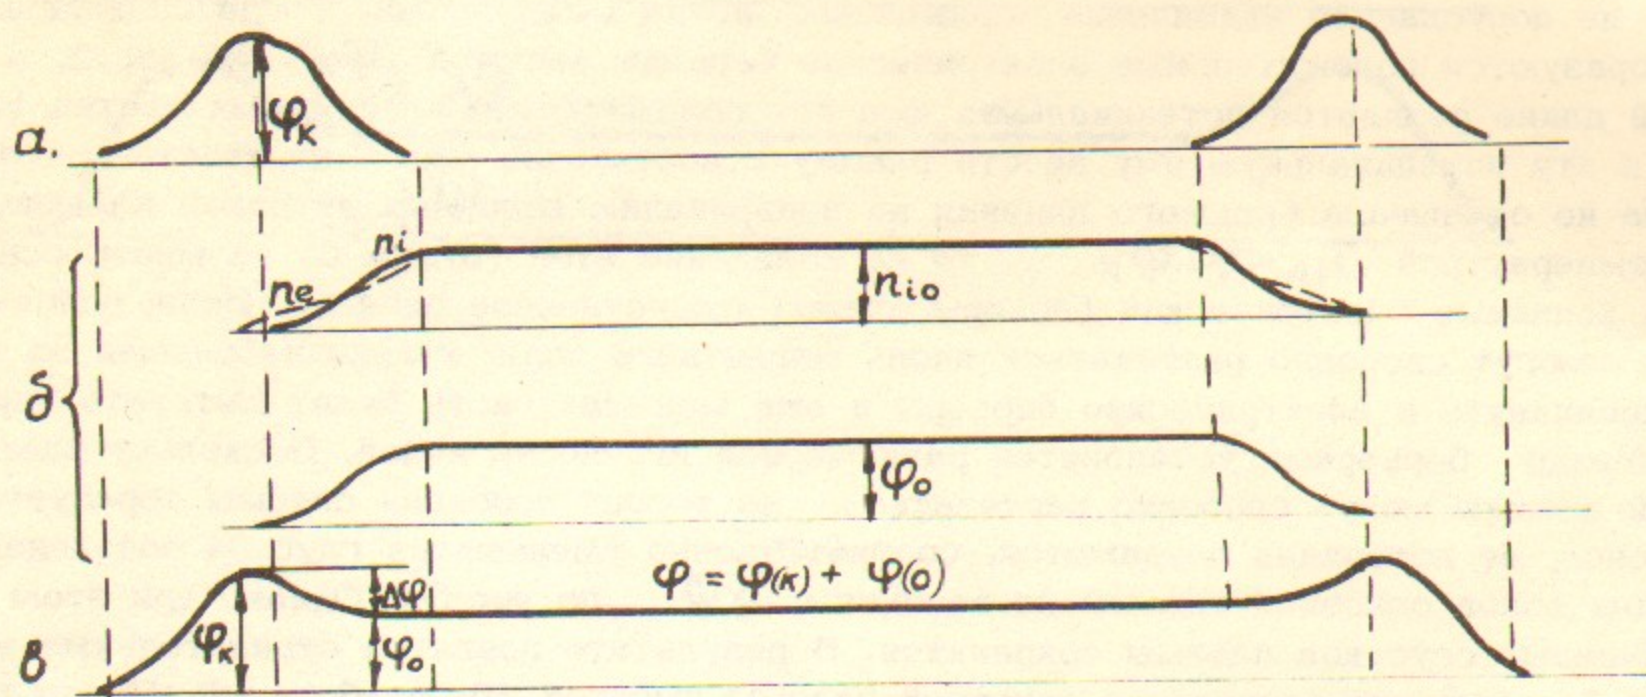 а.
φк
ni
ne
nio
б
φo
φ = φ(к) + φ(o)
Δφ
φк
φo
в